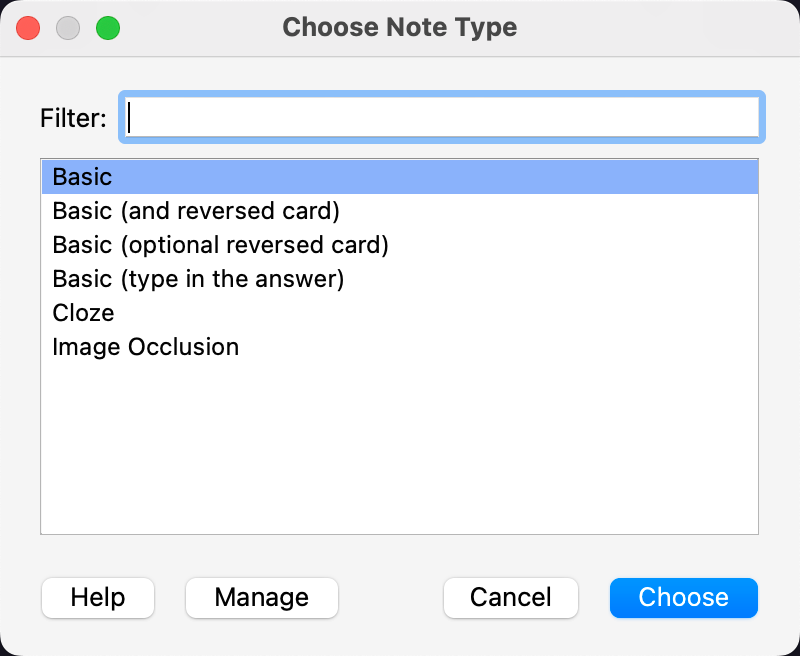 Choose Note Type
Filter:
Basic
Basic (and reversed card)
Basic (optional reversed card)
Basic (type in the answer)
Cloze
Image Occlusion
Help Manage Cancel Choose